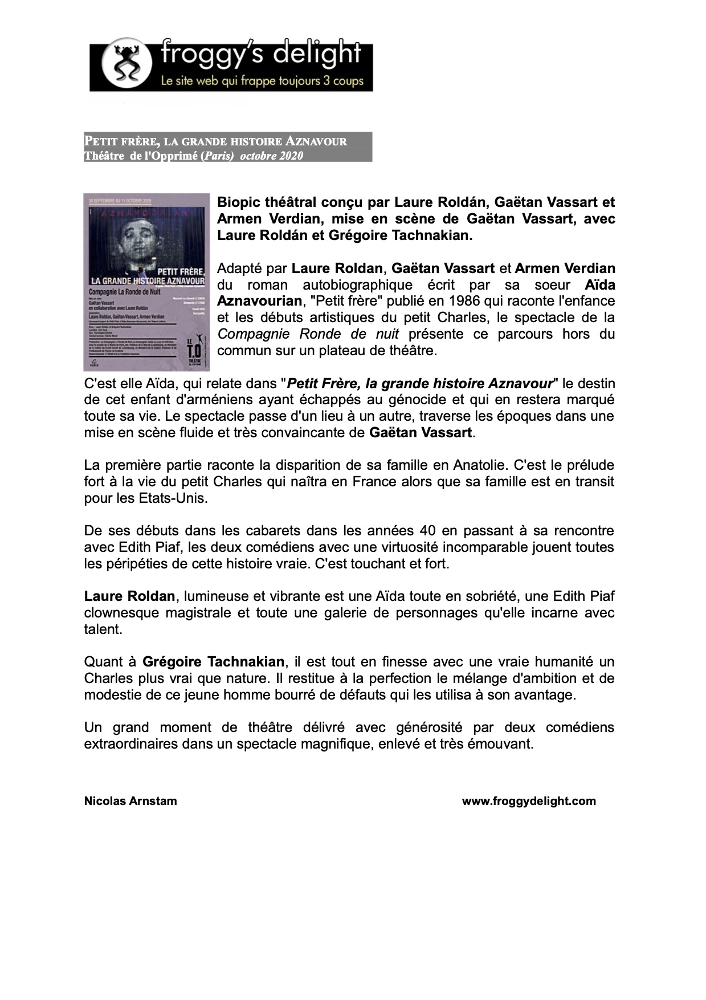 froggy's delight
Le site web qui frappe toujours 3 coups
PETIT FRÈRE, LA GRANDE HISTOIRE AZNAVOUR
Théâtre de l'Opprimé (Paris) octobre 2020
30 SEPTEMBRE AU 11 OCTOBRE 2020
AZNAVOURIAN
PETIT FRÈRE,
LA GRANDE HISTOIRE AZNAVOUR
Compagnie La Ronde de Nuit
Mise en scène
Gaëtan Vassart
en collaboration avec Laure Roldán
Adaptation
Laure Roldán, Gaëtan Vassart, Armen Verdian
Tout public
LE
T.O
THÉÂTRE
PARIS
Biopic théâtral conçu par Laure Roldán, Gaëtan Vassart et
Armen Verdian, mise en scène de Gaëtan Vassart, avec
Laure Roldán et Grégoire Tachnakian.
Adapté par Laure Roldan, Gaëtan Vassart et Armen Verdian
du roman autobiographique écrit par sa soeur Aïda
Aznavourian, "Petit frère" publié en 1986 qui raconte l'enfance
et les débuts artistiques du petit Charles, le spectacle de la
Compagnie Ronde de nuit présente ce parcours hors du
commun sur un plateau de théâtre.
C'est elle Aïda, qui relate dans "Petit Frère, la grande histoire Aznavour" le destin
de cet enfant d'arméniens ayant échappés au génocide et qui en restera marqué
toute sa vie. Le spectacle passe d'un lieu à un autre, traverse les époques dans une
mise en scène fluide et très convaincante de Gaëtan Vassart.
La première partie raconte la disparition de sa famille en Anatolie. C'est le prélude
fort à la vie du petit Charles qui naîtra en France alors que sa famille est en transit
pour les Etats-Unis.
De ses débuts dans les cabarets dans les années 40 en passant à sa rencontre
avec Edith Piaf, les deux comédiens avec une virtuosité incomparable jouent toutes
les péripéties de cette histoire vraie. C'est touchant et fort.
Laure Roldan, lumineuse et vibrante est une Aïda toute en sobriété, une Edith Piaf
clownesque magistrale et toute une galerie de personnages qu'elle incarne avec
talent.
Quant à Grégoire Tachnakian, il est tout en finesse avec une vraie humanité un
Charles plus vrai que nature. Il restitue à la perfection le mélange d'ambition et de
modestie de ce jeune homme bourré de défauts qui les utilisa à son avantage.
Un grand moment de théâtre délivré avec générosité par deux comédiens
extraordinaires dans un spectacle magnifique, enlevé et très émouvant.
Nicolas Arnstam www.froggydelight.com